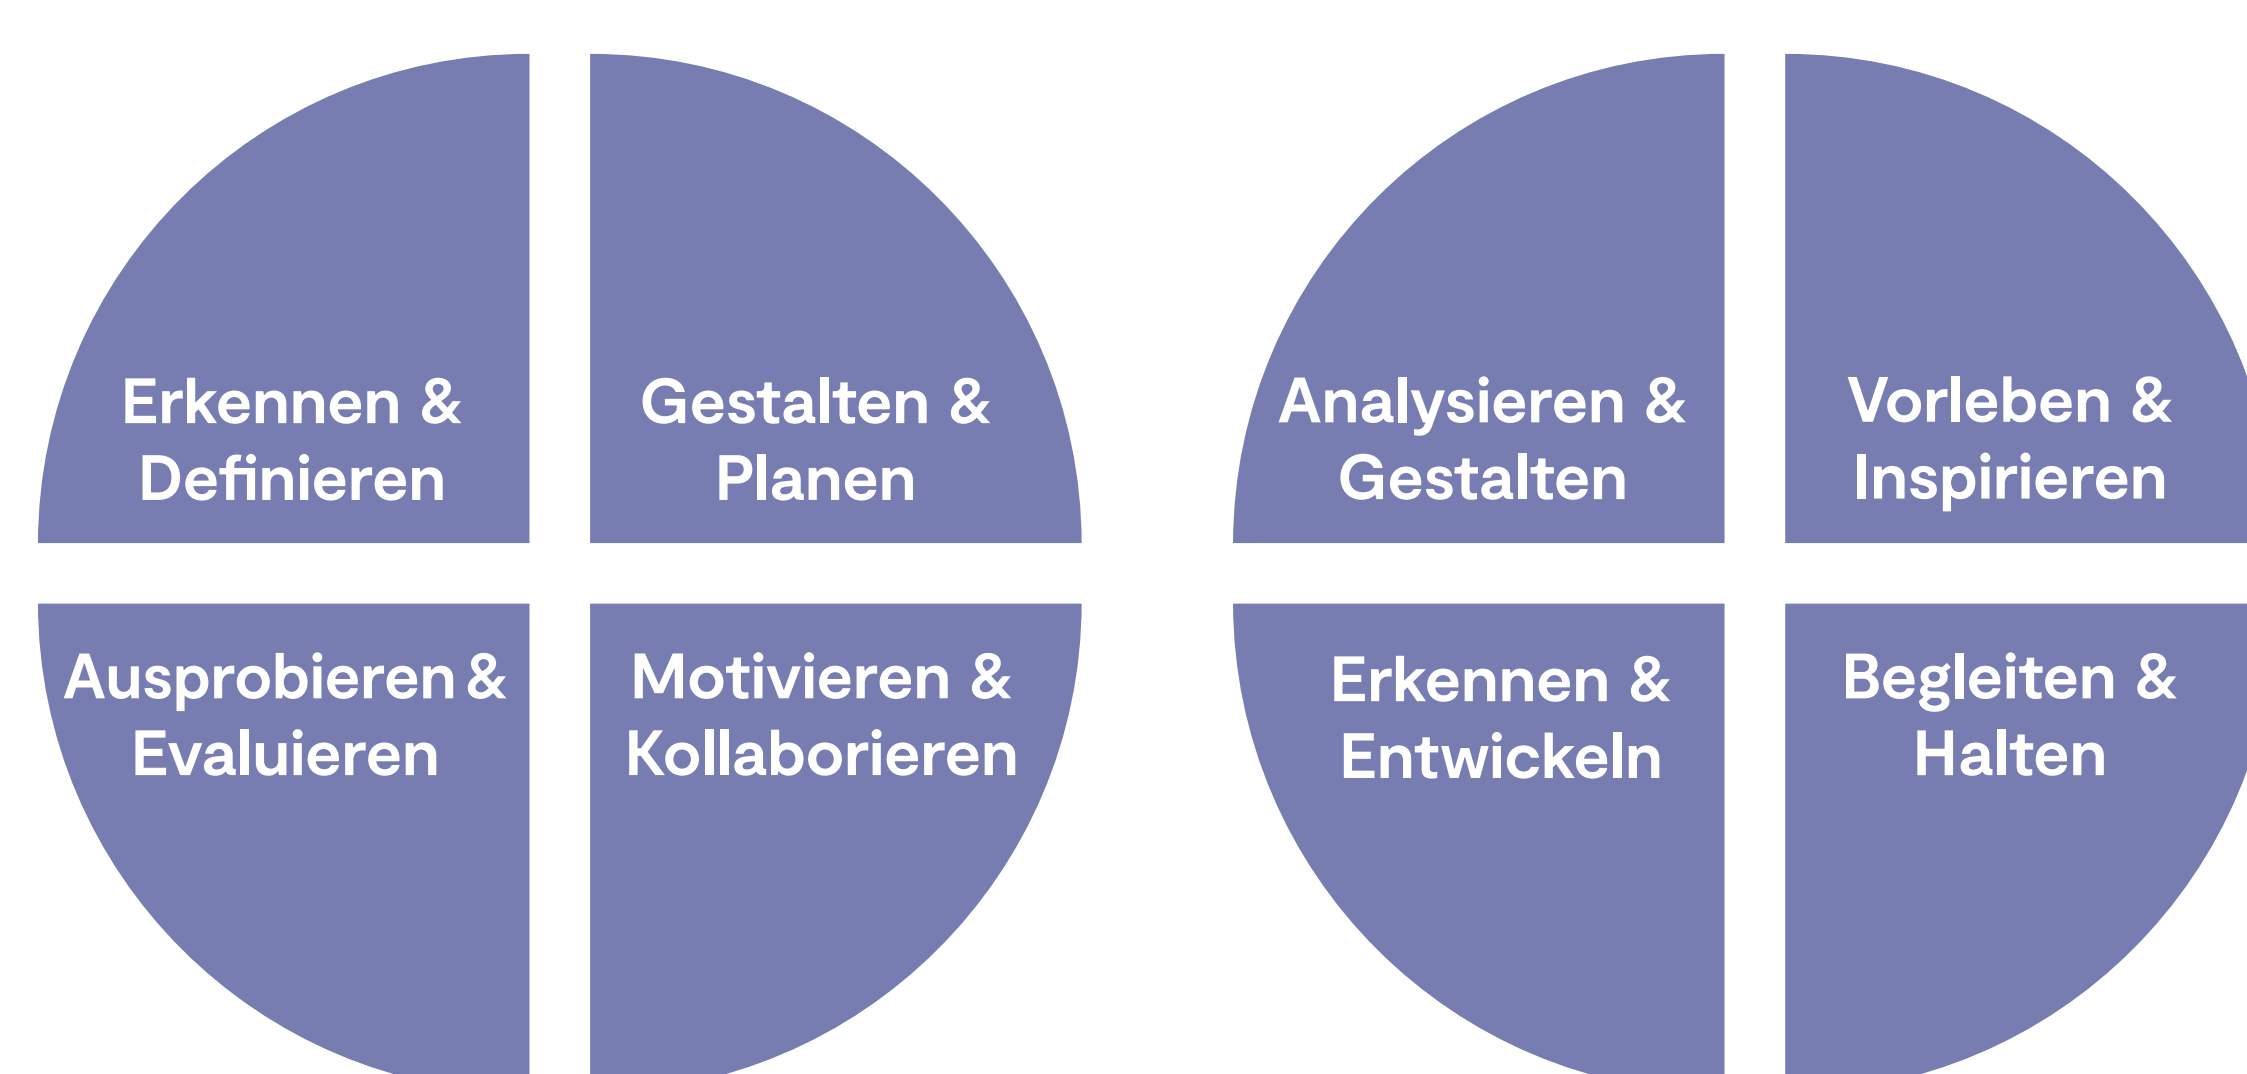 Erkennen &
Definieren
Gestalten &
Planen
Ausprobieren &
Evaluieren
Motivieren &
Kollaborieren
Analysieren &
Gestalten
Vorleben &
Inspirieren
Erkennen &
Entwickeln
Begleiten &
Halten